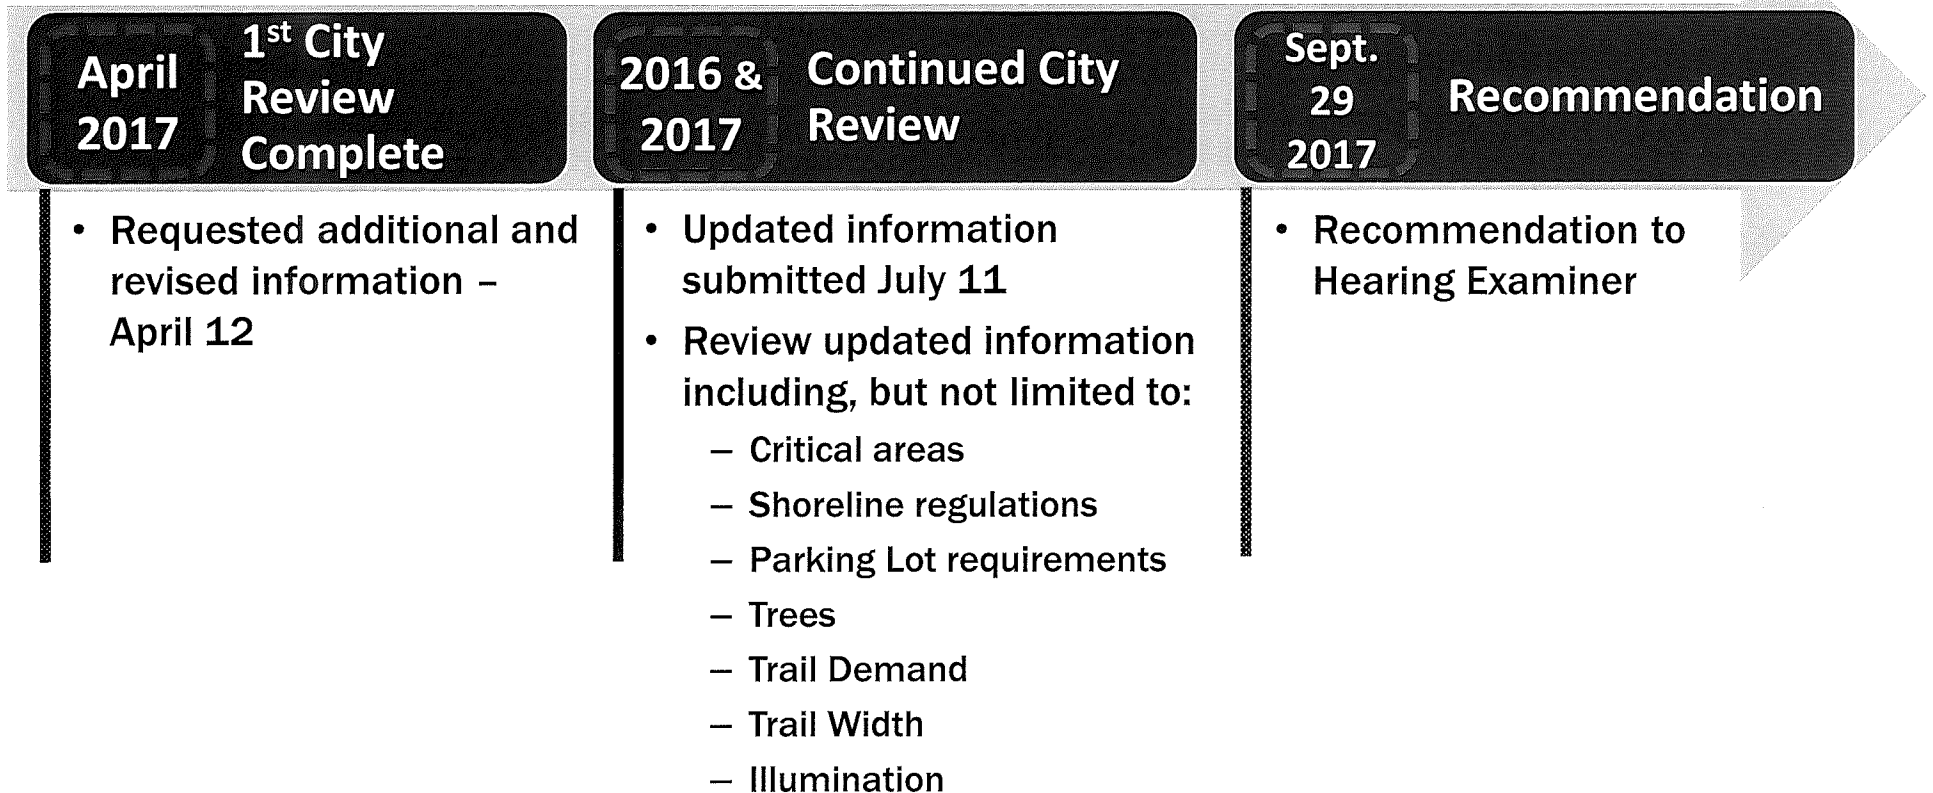 April
2017
1st City
Review
Complete
• Requested additional and
revised information –
April 12
2016 &
2017
Continued City
Review
• Updated information
submitted July 11
• Review updated information
including, but not limited to:
– Critical areas
– Shoreline regulations
– Parking Lot requirements
– Trees
– Trail Demand
– Trail Width
– Illumination
Sept.
29
2017
Recommendation
• Recommendation to
Hearing Examiner